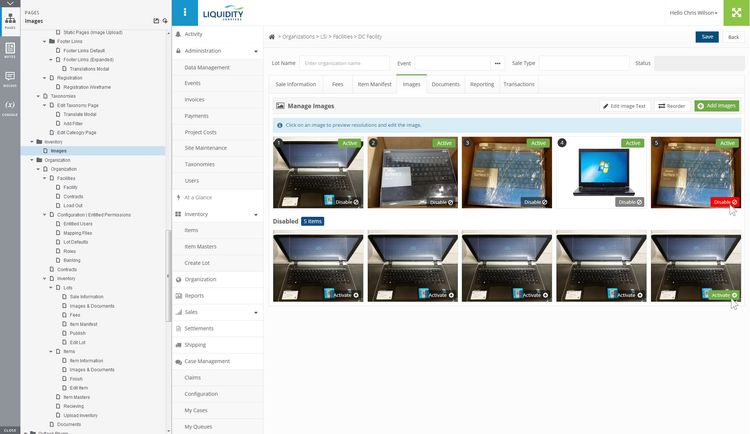 PAGES
Images
PAGES
NOTES
WIDGETS
(x)
CONSOLE
CLOSE
Static Pages (Image Upload)
Footer Links
Footer Links Default
Footer Links (Expanded)
Translations Modal
Registration
Registration Wireframe
Taxonomies
Edit Taxonomy Page
Translate Modal
Add Filter
Edit Category Page
Inventory
Images
Organization
Organization
Facilities
Facility
Contracts
Load Out
Configuration | Entitled Permissions
Entitled Users
Mapping Files
Lot Defaults
Roles
Banking
Contracts
Inventory
Lots
Sale Information
Images & Documents
Fees
Item Manifest
Publish
Edit Lot
Items
Item Information
Images & Documents
Finish
Edit Item
Item Masters
Recieving
Upload Inventory
Documents
LIQUIDITY
SERVICES
Hello Chris Wilson
Activity
Administration
Data Management
Events
Invoices
Payments
Project Costs
Site Maintenance
Taxonomies
Users
At a Glance
Inventory
Items
Item Masters
Create Lot
Organization
Reports
Sales
Settlements
Shipping
Case Management
Claims
Configuration
My Cases
My Queues
> Organizations > LSI > Facilities > DC Facility
Save
Back
Lot Name
Enter organization name
Event
•••
Sale Type
Status
Sale Information
Fees
Item Manifest
Images
Documents
Reporting
Transactions
Manage Images
Edit Image Text
Reorder
Add Images
Click on an image to preview resolutions and edit the image.
1 Active
2 Active
3 Active
4 Active
5 Active
Disable
Disable
Disable
Disable
Disable
Disabled 5 items
Activate
Activate
Activate
Activate
Activate